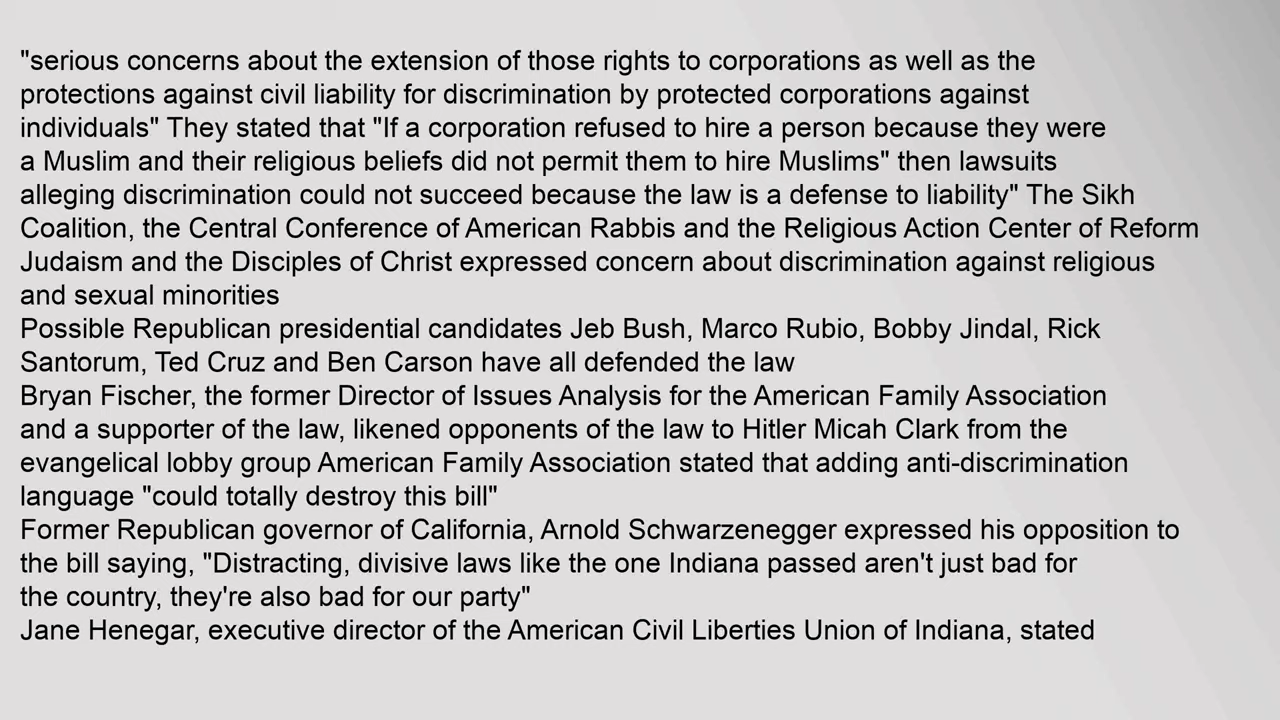 "serious concerns about the extension of those rights to corporations as well as the
protections against civil liability for discrimination by protected corporations against
individuals" They stated that "If a corporation refused to hire a person because they were
a Muslim and their religious beliefs did not permit them to hire Muslims" then lawsuits
alleging discrimination could not succeed because the law is a defense to liability" The Sikh
Coalition, the Central Conference of American Rabbis and the Religious Action Center of Reform
Judaism and the Disciples of Christ expressed concern about discrimination against religious
and sexual minorities
Possible Republican presidential candidates Jeb Bush, Marco Rubio, Bobby Jindal, Rick
Santorum, Ted Cruz and Ben Carson have all defended the law
Bryan Fischer, the former Director of Issues Analysis for the American Family Association
and a supporter of the law, likened opponents of the law to Hitler Micah Clark from the
evangelical lobby group American Family Association stated that adding anti-discrimination
language "could totally destroy this bill"
Former Republican governor of California, Arnold Schwarzenegger expressed his opposition to
the bill saying, "Distracting, divisive laws like the one Indiana passed aren't just bad for
the country, they're also bad for our party"
Jane Henegar, executive director of the American Civil Liberties Union of Indiana, stated